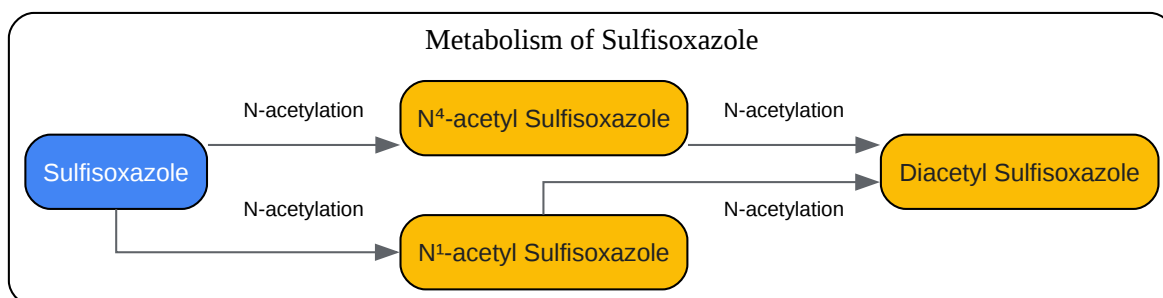 Metabolism of Sulfisoxazole
N-acetylation
N⁴-acetyl Sulfisoxazole
N-acetylation
Sulfisoxazole
Diacetyl Sulfisoxazole
N-acetylation
N¹-acetyl Sulfisoxazole
N-acetylation